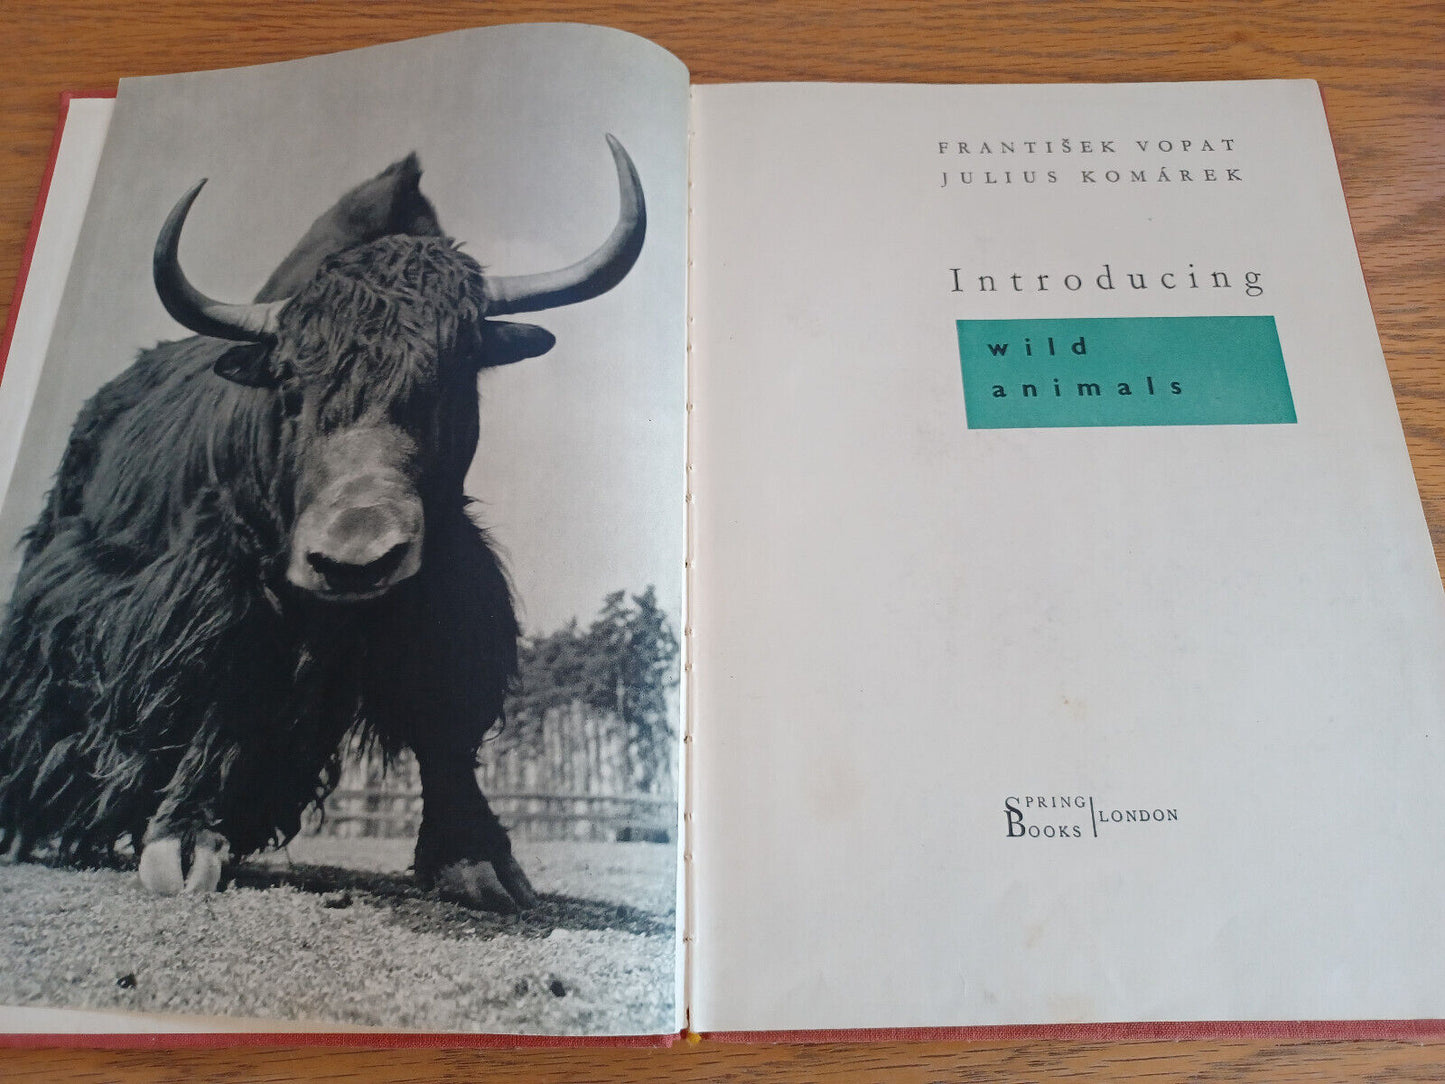 FRANTIŠEK VOPAT
JULIUS KOMÁREK
Introducing
wild
animals
SPRING
BOOKS
LONDON